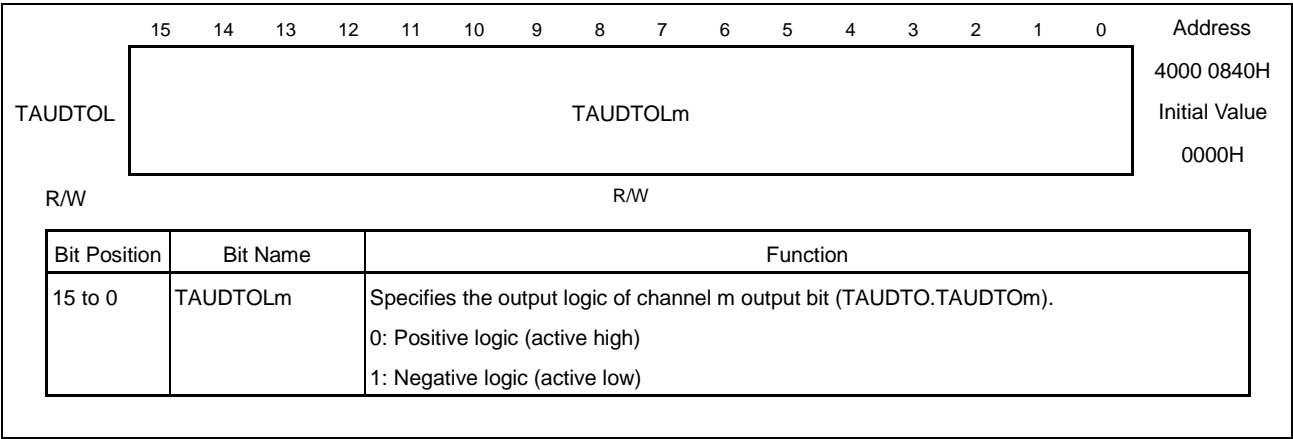 15 14 13 12 11 10 9 8 7 6 5 4 3 2 1 0 Address
4000 0840H
TAUDTOL TAUDTOLm Initial Value
0000H
R/W R/W
Bit Position Bit Name Function
15 to 0 TAUDTOLm Specifies the output logic of channel m output bit (TAUDTO.TAUDTOm).
0: Positive logic (active high)
1: Negative logic (active low)